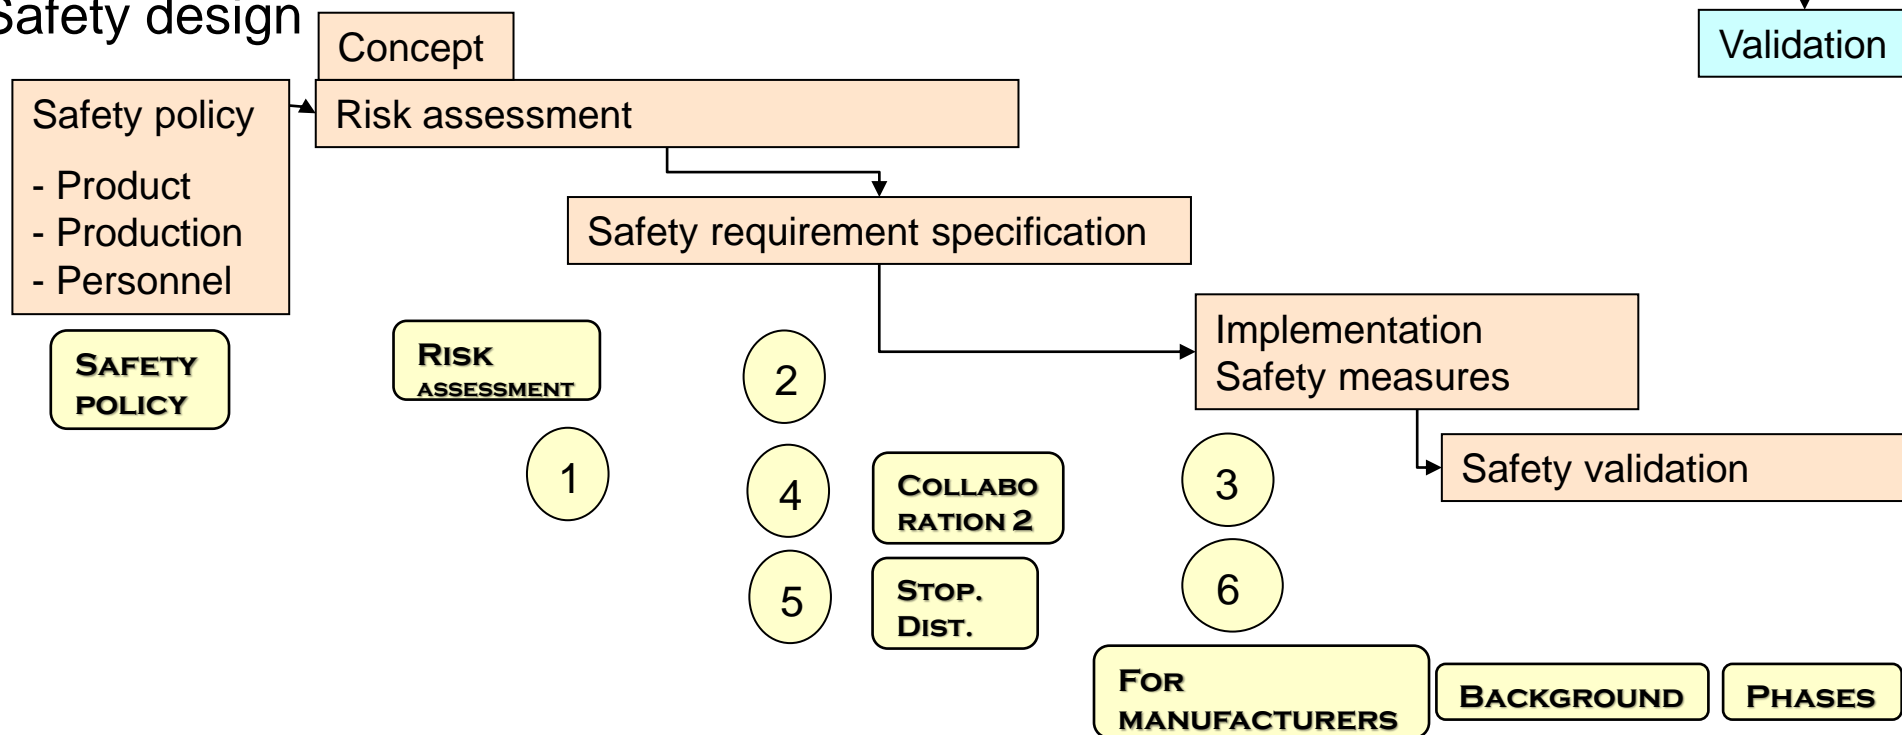 Safety design
Concept
Validation
Safety policy
- Product
- Production
- Personnel
Risk assessment
Safety requirement specification
Implementation
Safety measures
Safety validation
SAFETY
POLICY
RISK
ASSESSMENT
1
2
4
5
COLLABO
RATION 2
STOP.
DIST.
3
6
FOR
MANUFACTURERS
BACKGROUND
PHASES